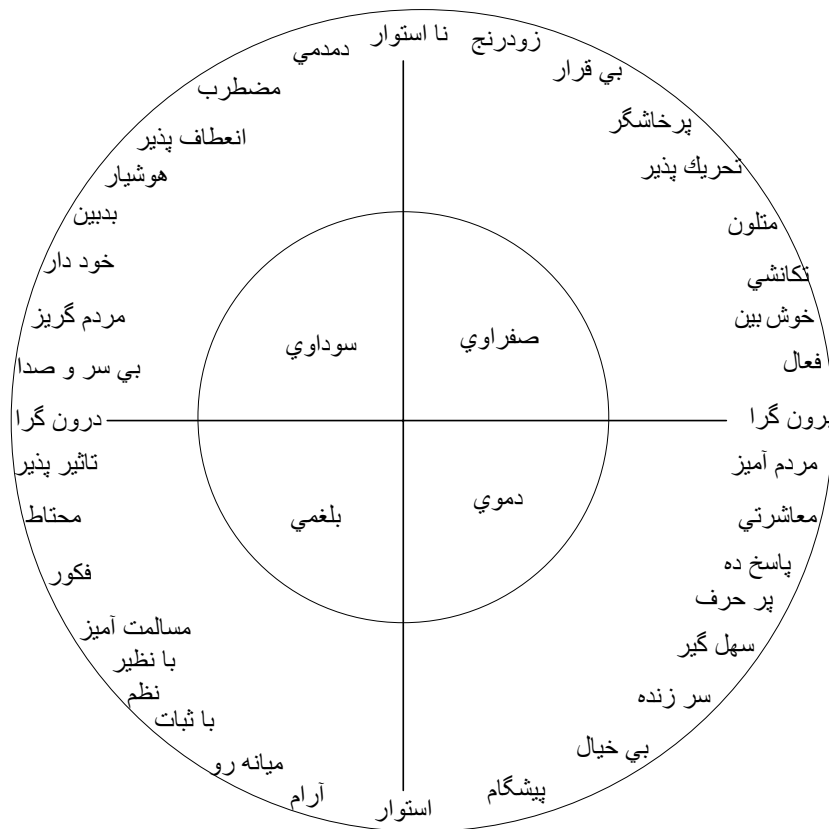 نا استوار
زودرنج
بي قرار
پرخاشگر
تحريك پذير
متلون
تكانشي
خوش بين
فعال
برون گرا
مردم آميز
معاشرتي
پاسخ ده
پر حرف
سهل گير
سر زنده
بي خيال
پيشگام
استوار
آرام
ميانه رو
با ثبات
نظم
با نظير
مسالمت آميز
فكور
محتاط
تاثير پذير
درون گرا
بي سر و صدا
مردم گريز
خود دار
بدبين
هوشيار
انعطاف پذير
مضطرب
دمدمي
صفراوي
سوداوي
بلغمي
دموي